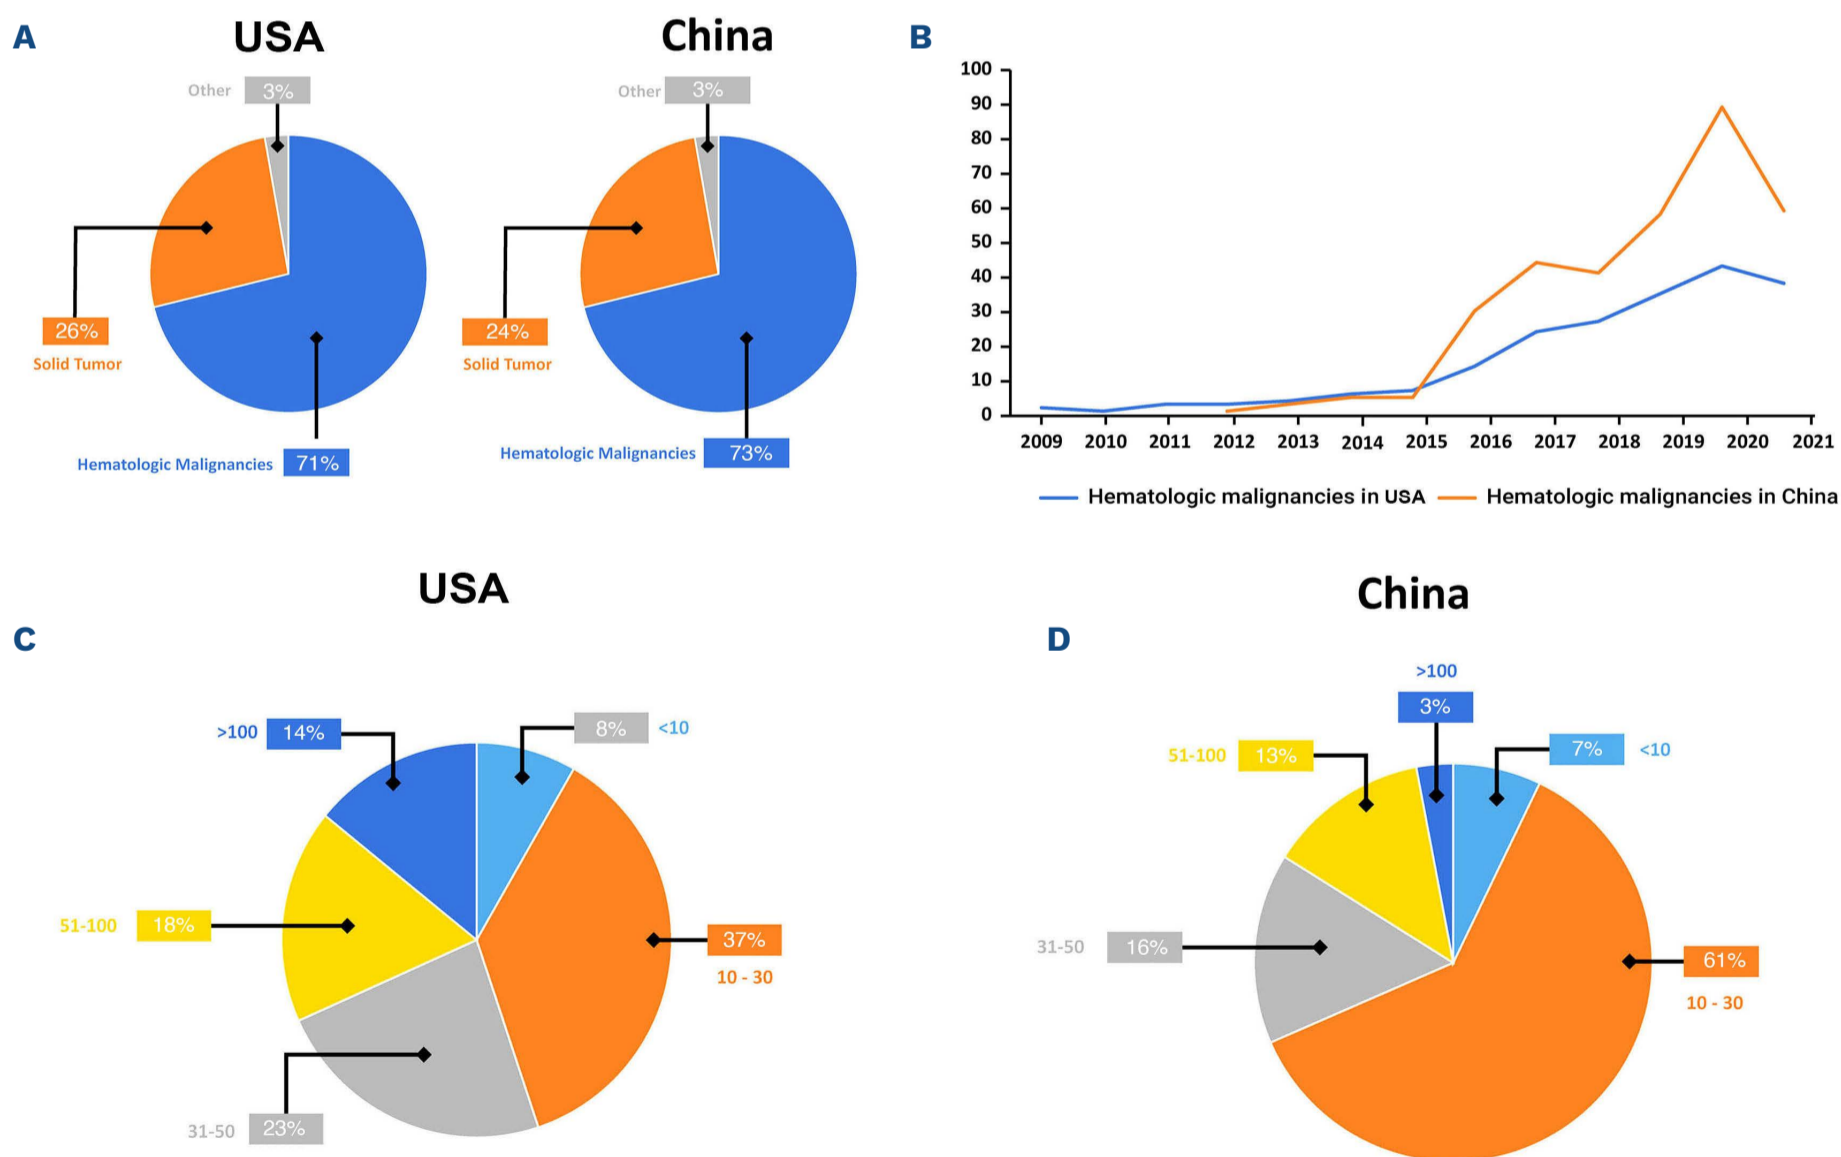 A
USA
China
Other 3%
Other 3%
26%
Solid Tumor
24%
Solid Tumor
Hematologic Malignancies 71%
Hematologic Malignancies 73%
B
100
90
80
70
60
50
40
30
20
10
0
2009 2010 2011 2012 2013 2014 2015 2016 2017 2018 2019 2020 2021
Hematologic malignancies in USA Hematologic malignancies in China
USA
C
>100 14%
8% <10
51-100 18%
37%
10 - 30
31-50 23%
China
D
>100
3%
51-100 13%
7% <10
31-50 16%
61%
10 - 30